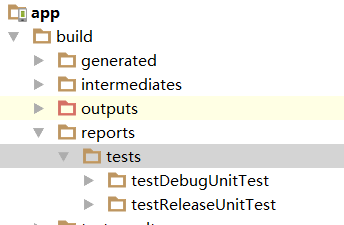 app
build
generated
intermediates
outputs
reports
tests
testDebugUnitTest
testReleaseUnitTest